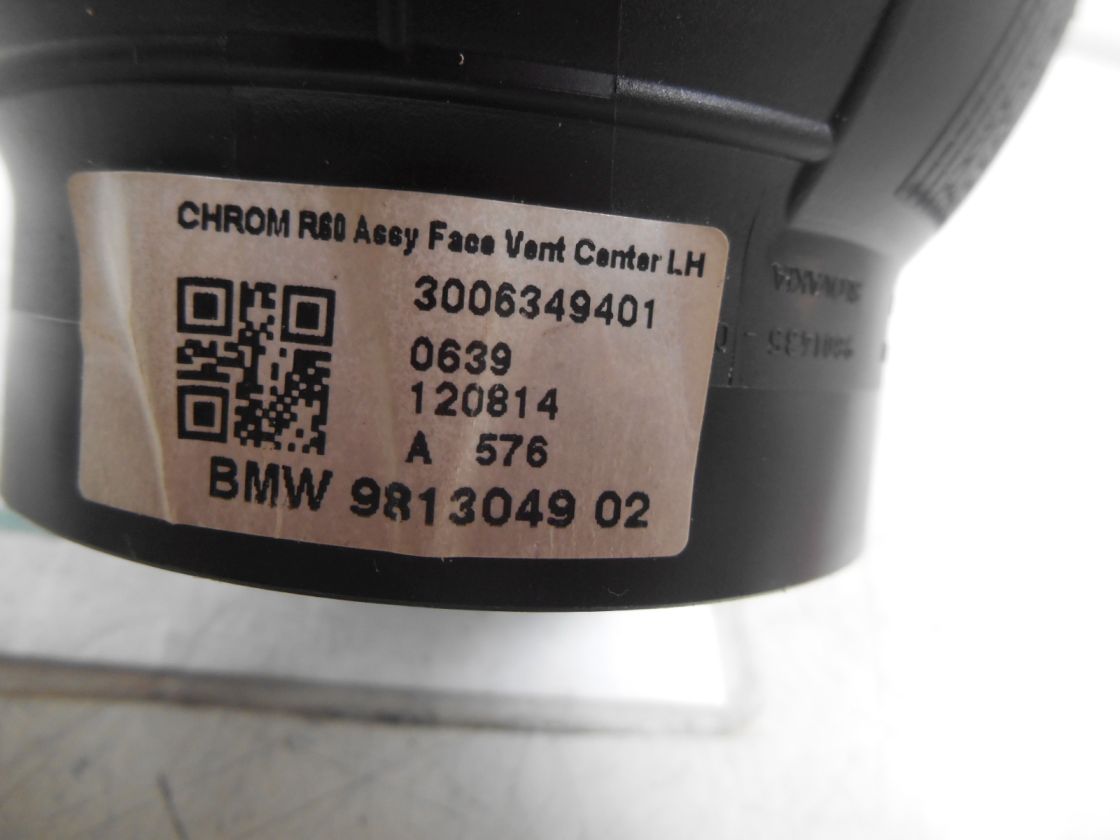 CHROM R60 Assy Face Vent Center LH
3006349401
0639
120814
A 576
BMW 9813049 02